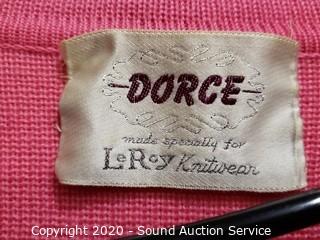 DORCE
made specially for
LeRoy Knitwear
Copyright 2020 - Sound Auction Service